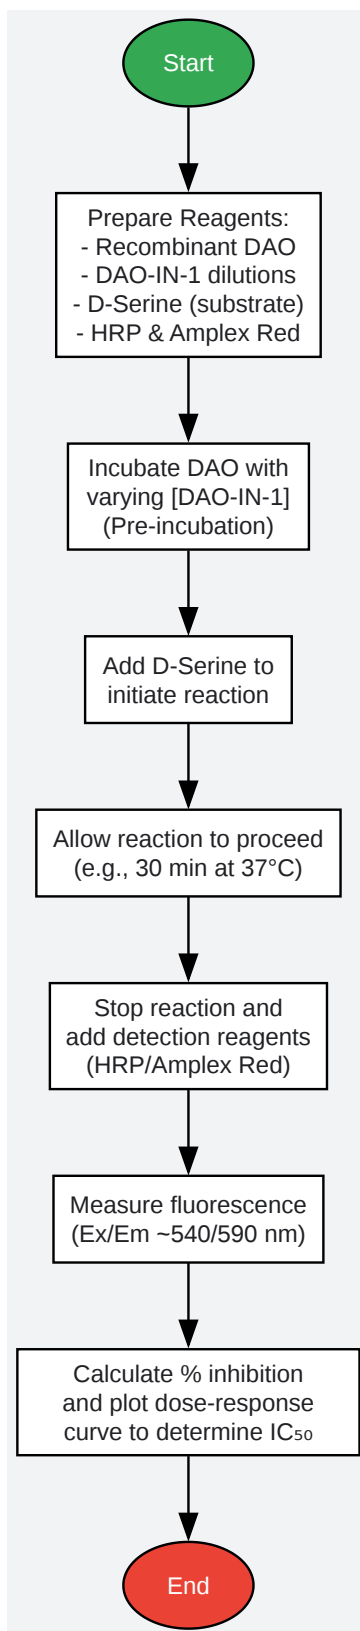 Start
Prepare Reagents:
- Recombinant DAO
- DAO-IN-1 dilutions
- D-Serine (substrate)
- HRP & Amplex Red
Incubate DAO with
varying [DAO-IN-1]
(Pre-incubation)
Add D-Serine to
initiate reaction
Allow reaction to proceed
(e.g., 30 min at 37°C)
Stop reaction and
add detection reagents
(HRP/Amplex Red)
Measure fluorescence
(Ex/Em ~540/590 nm)
Calculate % inhibition
and plot dose-response
curve to determine IC₅₀
End